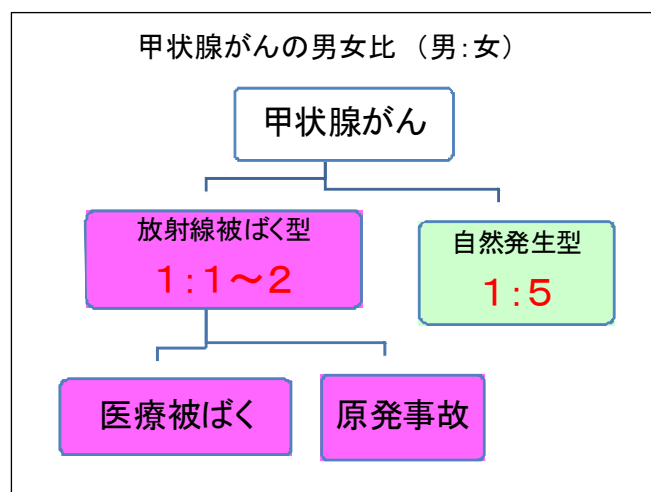 甲状腺がんの男女比 （男：女）
甲状腺がん
放射線被ばく型
１：１～２
自然発生型
１：５
医療被ばく
原発事故